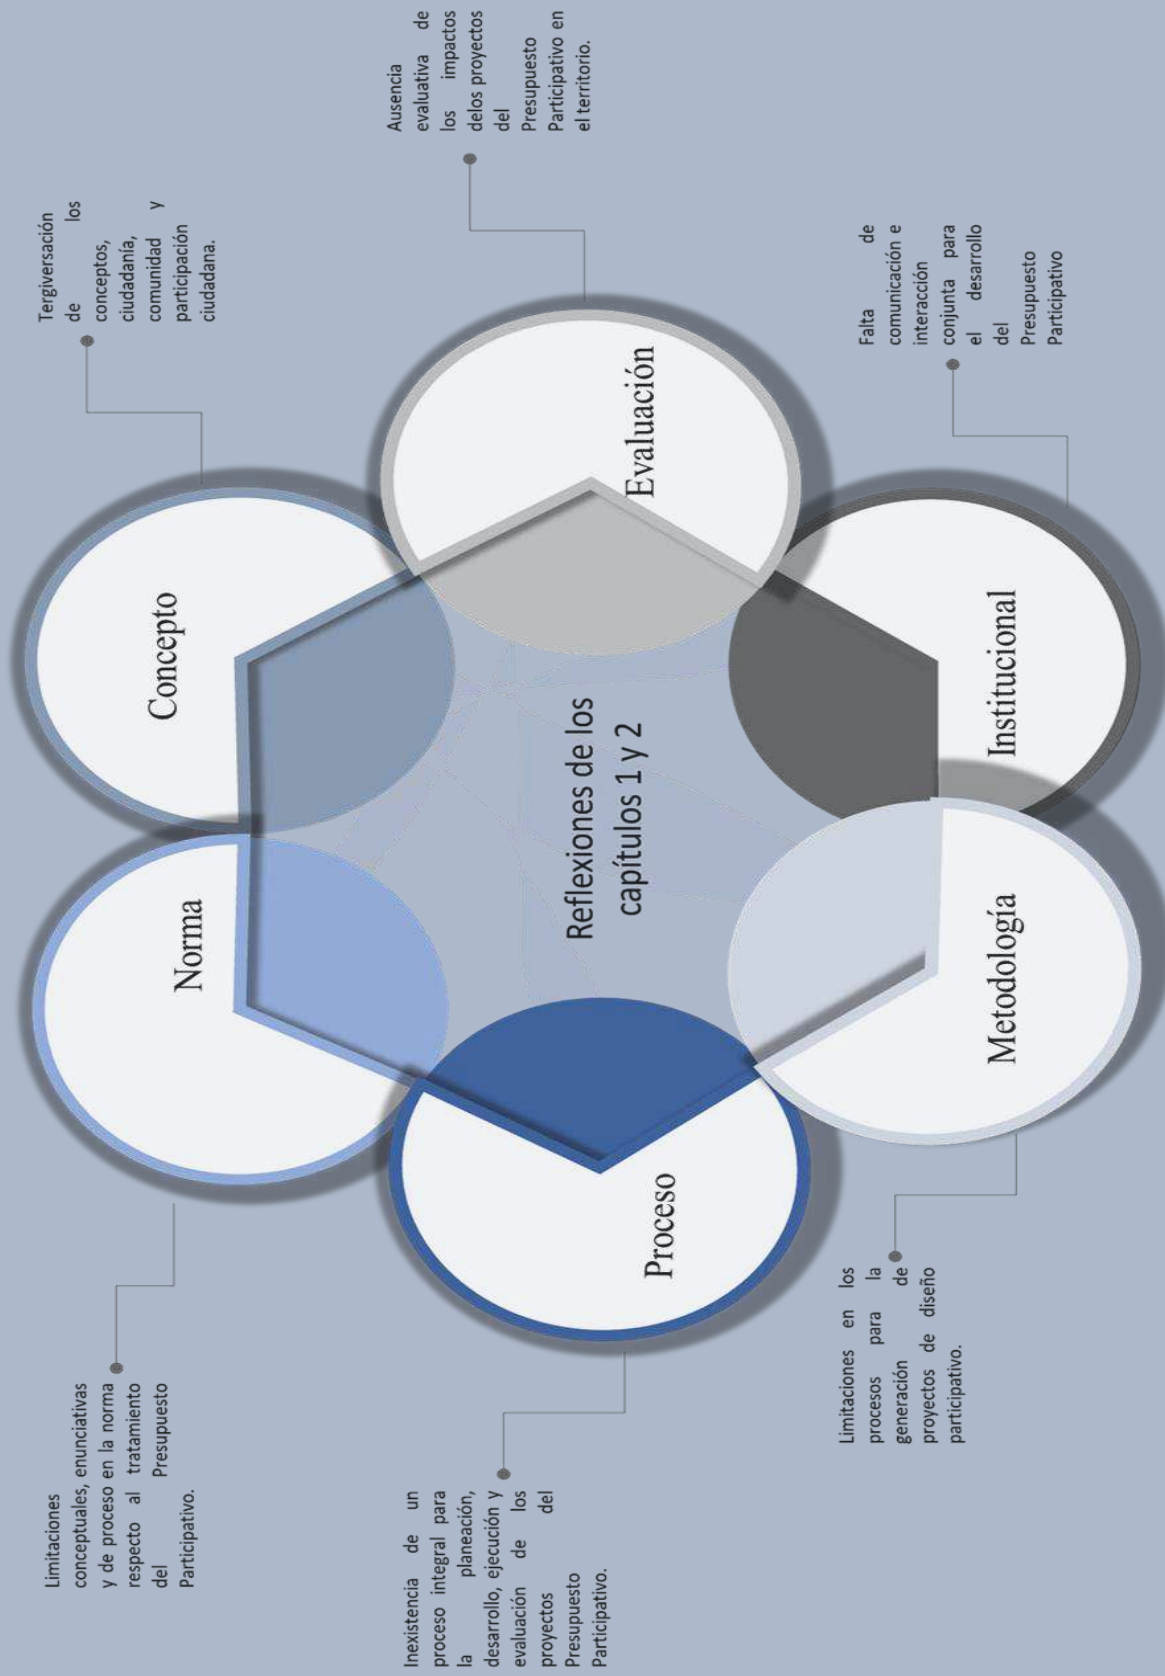 Limitaciones
conceptuales, enunciativas
y de proceso en la norma
respecto al tratamiento
del Presupuesto
Participativo.
Norma
Concepto
Tergiversación
de los
conceptos,
ciudadanía,
comunidad y
participación
ciudadana.
Inexistencia de un
proceso integral para
la planeación,
desarrollo, ejecución y
evaluación de los
proyectos del
Presupuesto
Participativo.
Proceso
Reflexiones de los
capítulos 1 y 2
Evaluación
Ausencia
evaluativa de
los impactos
delos proyectos
del
Presupuesto
Participativo en
el territorio.
Limitaciones en los
procesos para la
generación de
proyectos de diseño
participativo.
Metodología
Institucional
Falta de
comunicación e
interacción
conjunta para
el desarrollo
del
Presupuesto
Participativo